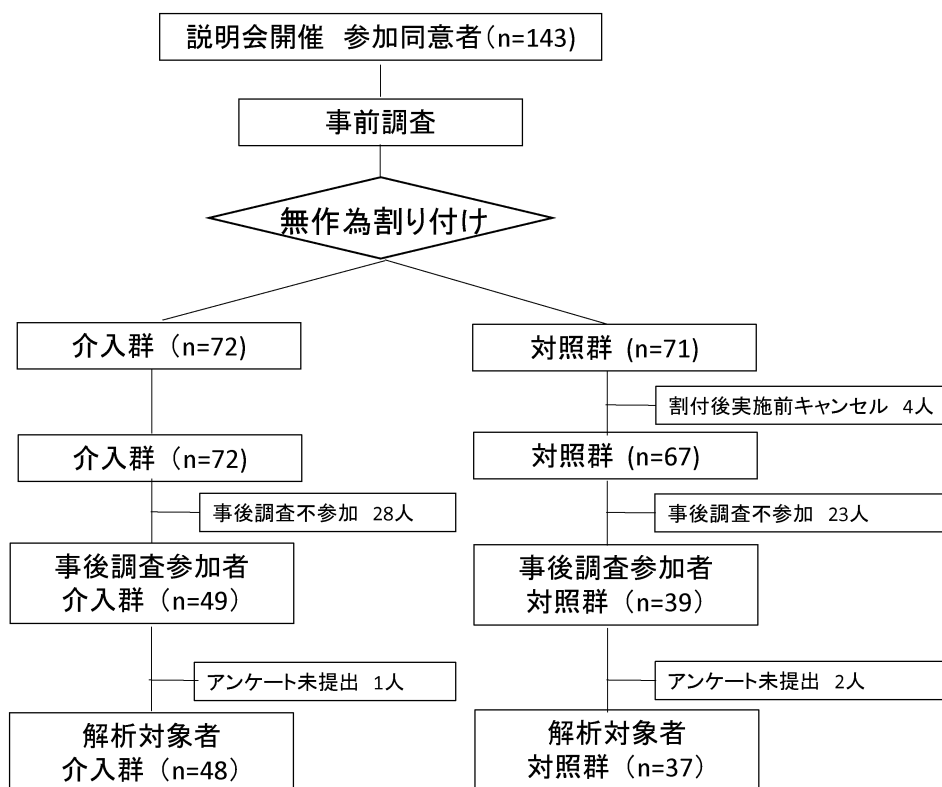 説明会開催 参加同意者(n=143)
事前調査
無作為割り付け
介入群 (n=72)
対照群 (n=71)
割付後実施前キャンセル 4人
介入群 (n=72)
対照群 (n=67)
事後調査不参加 28人
事後調査不参加 23人
事後調査参加者
介入群 (n=49)
事後調査参加者
対照群 (n=39)
アンケート未提出 1人
アンケート未提出 2人
解析対象者
介入群 (n=48)
解析対象者
対照群 (n=37)